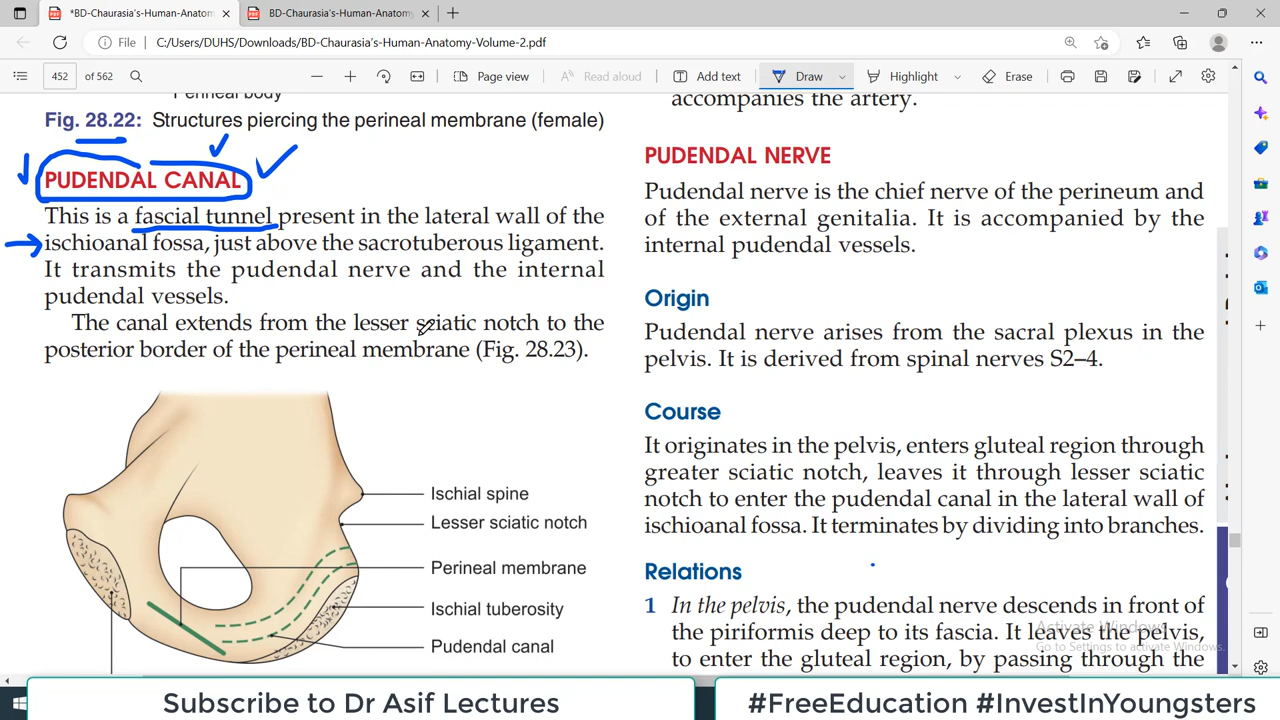 *BD-Chaurasia's-Human-Anatomy-
BD-Chaurasia's-Human-Anatomy-
File
C:/Users/DUHS/Downloads/BD-Chaurasia's-Human-Anatomy-Volume-2.pdf
452 of 562
Page view
Read aloud
Add text
Draw
Highlight
Erase
Perineal body
Fig. 28.22: Structures piercing the perineal membrane (female)
PUDENDAL CANAL
This is a fascial tunnel present in the lateral wall of the
ischioanal fossa, just above the sacrotuberous ligament.
It transmits the pudendal nerve and the internal
pudendal vessels.
The canal extends from the lesser sciatic notch to the
posterior border of the perineal membrane (Fig. 28.23).
Ischial spine
Lesser sciatic notch
Perineal membrane
Ischial tuberosity
Pudendal canal
accompanies the artery.
PUDENDAL NERVE
Pudendal nerve is the chief nerve of the perineum and
of the external genitalia. It is accompanied by the
internal pudendal vessels.
Origin
Pudendal nerve arises from the sacral plexus in the
pelvis. It is derived from spinal nerves S2–4.
Course
It originates in the pelvis, enters gluteal region through
greater sciatic notch, leaves it through lesser sciatic
notch to enter the pudendal canal in the lateral wall of
ischioanal fossa. It terminates by dividing into branches.
Relations
1 In the pelvis, the pudendal nerve descends in front of
the piriformis deep to its fascia. It leaves the pelvis,
to enter the gluteal region, by passing through the
Activate Windows
Go to Settings to activate Windows.
Subscribe to Dr Asif Lectures
#FreeEducation #InvestInYoungsters